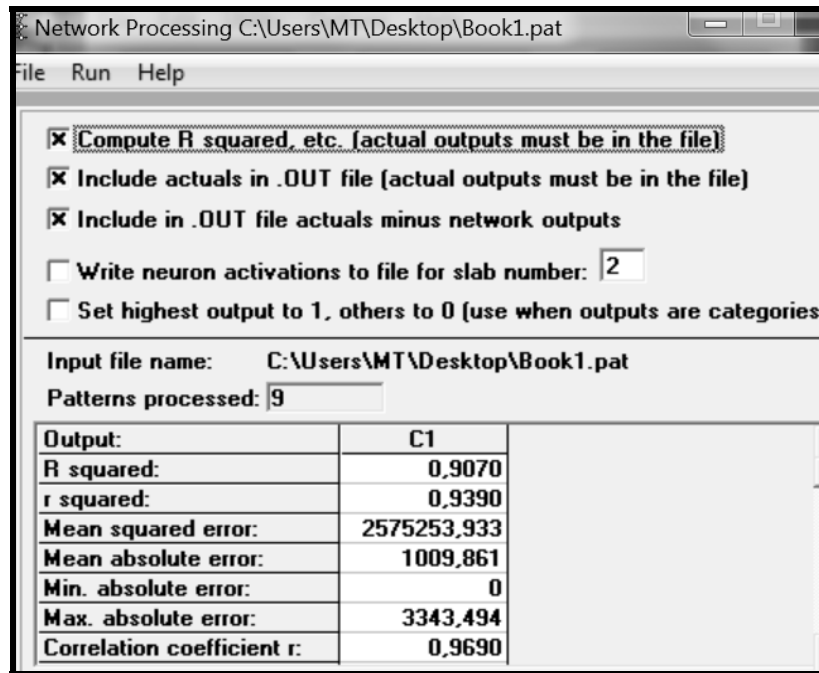 Network Processing C:\Users\MT\Desktop\Book1.pat
File Run Help
Compute R squared, etc. (actual outputs must be in the file)
Include actuals in .OUT file (actual outputs must be in the file)
Include in .OUT file actuals minus network outputs
Write neuron activations to file for slab number: 2
Set highest output to 1, others to 0 (use when outputs are categories
Input file name: C:\Users\MT\Desktop\Book1.pat
Patterns processed: 9
Output: C1
R squared: 0,9070
r squared: 0,9390
Mean squared error: 2575253,933
Mean absolute error: 1009,861
Min. absolute error: 0
Max. absolute error: 3343,494
Correlation coefficient r: 0,9690